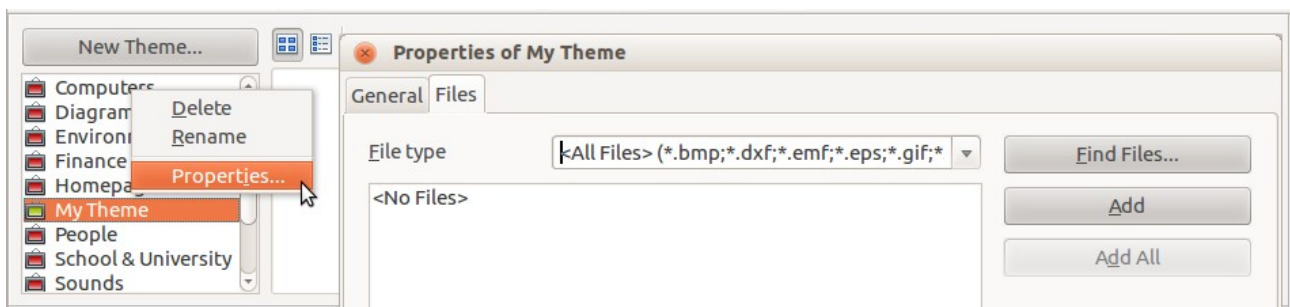 New Theme...
Computers
Diagram
Environ
Finance
Homepa
My Theme
People
School & University
Sounds
Delete
Rename
Properties...
Properties of My Theme
General Files
File type
<All Files> (*.bmp;*.dxf;*.emf;*.eps;*.gif;*
Find Files...
<No Files>
Add
Add All